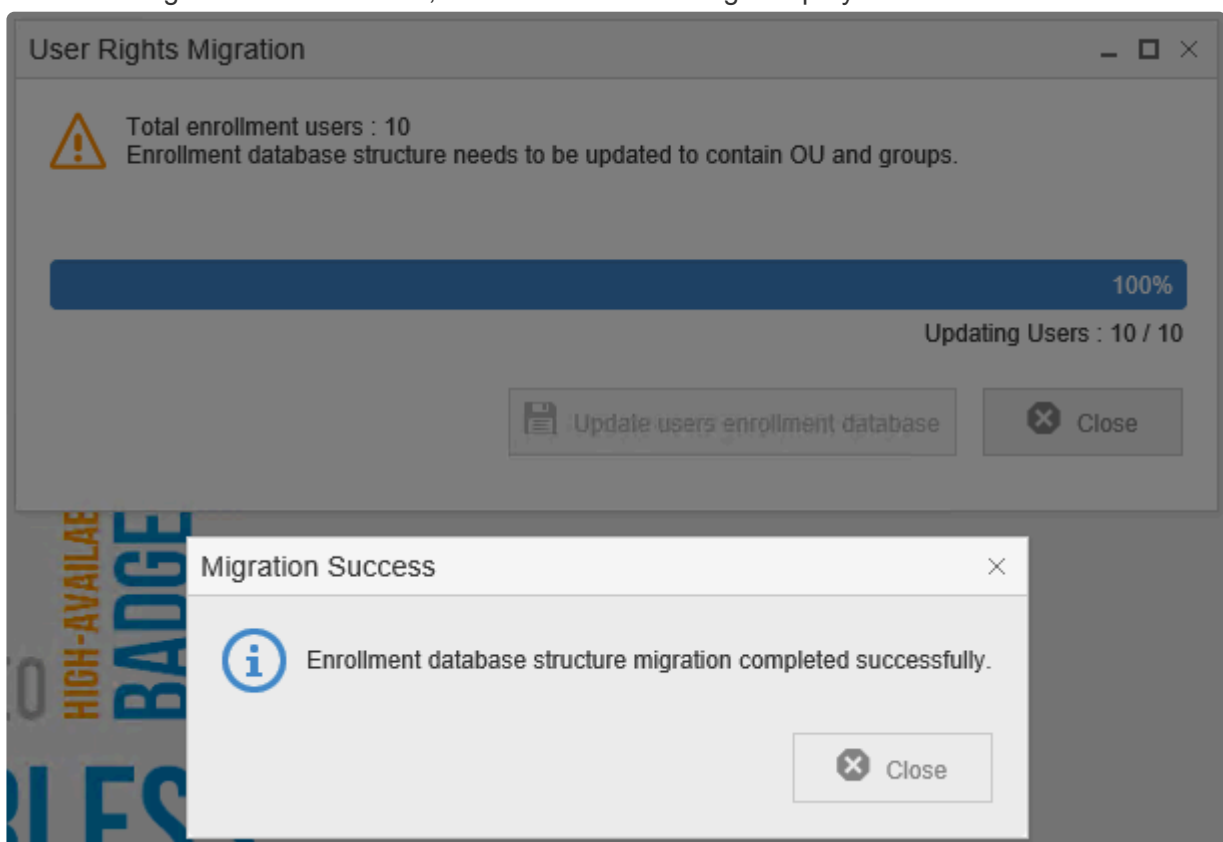 User Rights Migration
Total enrollment users : 10
Enrollment database structure needs to be updated to contain OU and groups.
100%
Updating Users : 10 / 10
Update users enrollment database
Close
HIGH-AVAILAB
BADGE
Migration Success
Enrollment database structure migration completed successfully.
Close